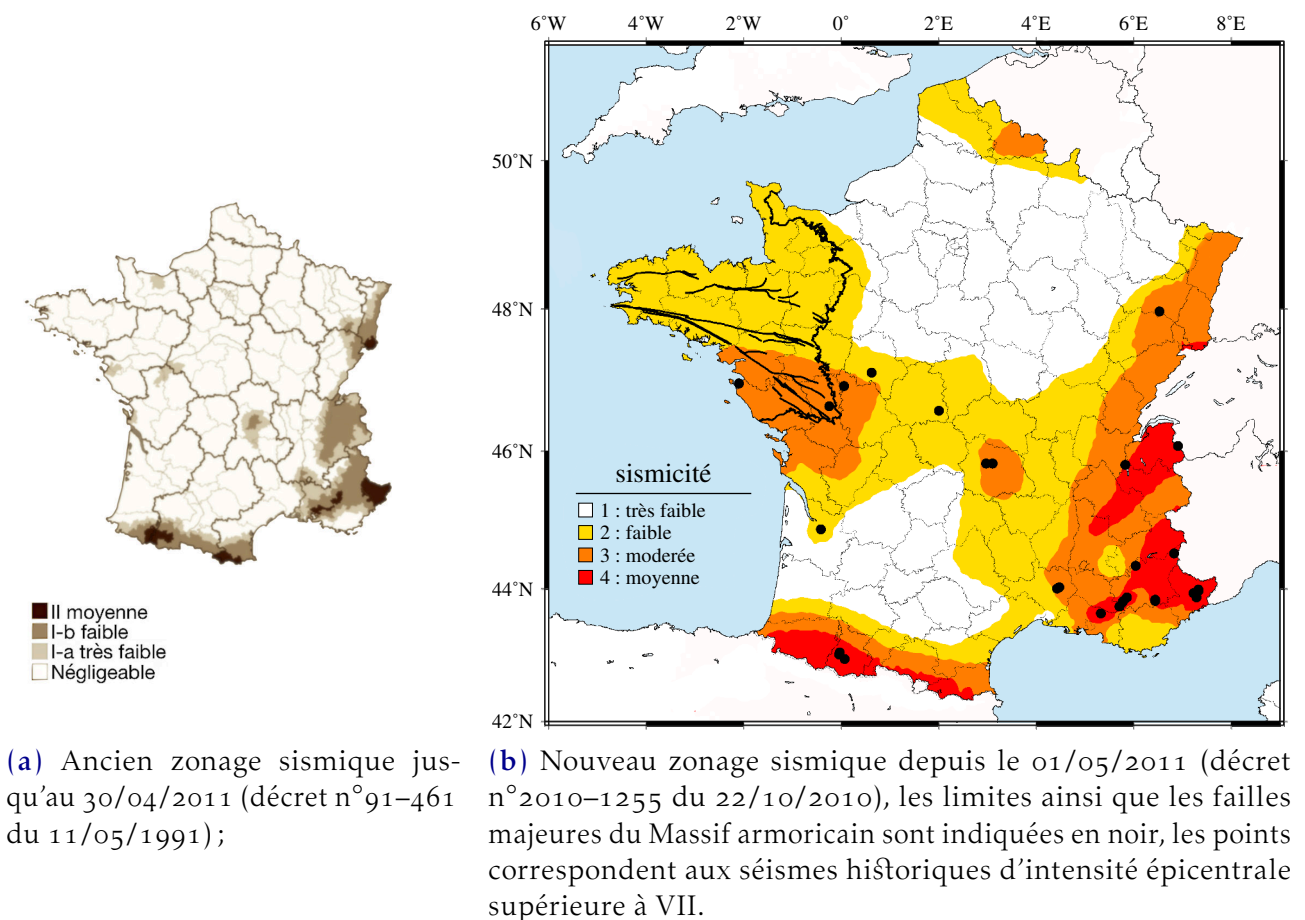 6˚W 4˚W 2˚W 0˚ 2˚E 4˚E 6˚E 8˚E
50˚N
48˚N
46˚N
44˚N
42˚N
sismicité
1 : très faible
2 : faible
3 : moderée
4 : moyenne
II moyenne
I-b faible
I-a très faible
Négligeable
(a) Ancien zonage sismique jus-
qu'au 30/04/2011 (décret n°91–461
du 11/05/1991) ;
(b) Nouveau zonage sismique depuis le 01/05/2011 (décret
n°2010–1255 du 22/10/2010), les limites ainsi que les failles
majeures du Massif armoricain sont indiquées en noir, les points
correspondent aux séismes historiques d'intensité épicentrale
supérieure à VII.